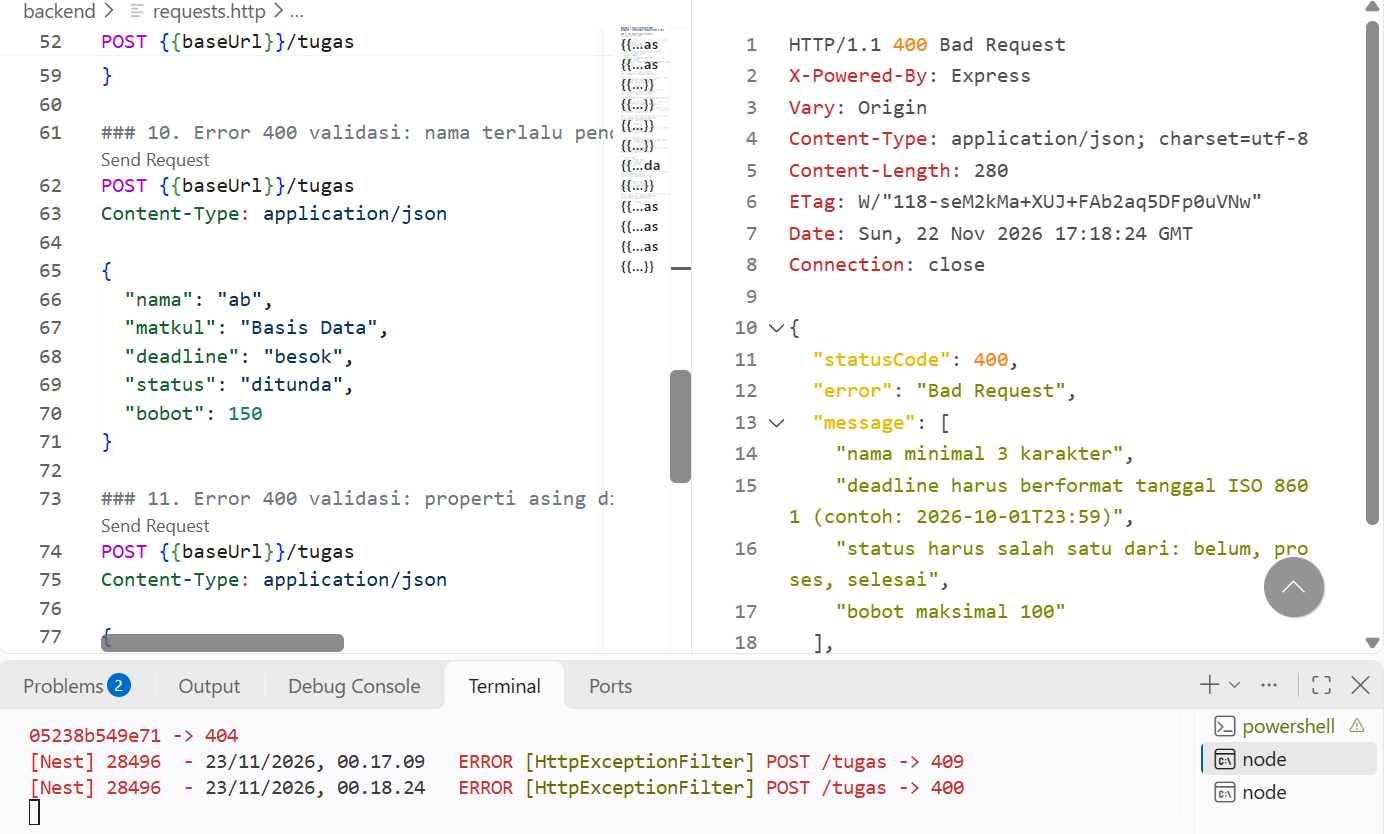 backend > requests.http > ...
52 POST {{baseUrl}}/tugas
59 }
60
61 ### 10. Error 400 validasi: nama terlalu pend
Send Request
62 POST {{baseUrl}}/tugas
63 Content-Type: application/json
64
65 {
66 "nama": "ab",
67 "matkul": "Basis Data",
68 "deadline": "besok",
69 "status": "ditunda",
70 "bobot": 150
71 }
72
73 ### 11. Error 400 validasi: properti asing di
Send Request
74 POST {{baseUrl}}/tugas
75 Content-Type: application/json
76
77 {
{{...as
{{...as
{{...}}
{{...}}
{{...}}
{{...}}
{{...da
{{...}}
{{...as
{{...as
{{...as
{{...}}
1 HTTP/1.1 400 Bad Request
2 X-Powered-By: Express
3 Vary: Origin
4 Content-Type: application/json; charset=utf-8
5 Content-Length: 280
6 ETag: W/"118-seM2kMa+XUJ+FAb2aq5DFp0uVNw"
7 Date: Sun, 22 Nov 2026 17:18:24 GMT
8 Connection: close
9
10 {
11 "statusCode": 400,
12 "error": "Bad Request",
13 "message": [
14 "nama minimal 3 karakter",
15 "deadline harus berformat tanggal ISO 860
1 (contoh: 2026-10-01T23:59)",
16 "status harus salah satu dari: belum, pro
ses, selesai",
17 "bobot maksimal 100"
18 ],
Problems 2 Output Debug Console Terminal Ports
05238b549e71 -> 404
[Nest] 28496 - 23/11/2026, 00.17.09 ERROR [HttpExceptionFilter] POST /tugas -> 409
[Nest] 28496 - 23/11/2026, 00.18.24 ERROR [HttpExceptionFilter] POST /tugas -> 400
powershell
node
node